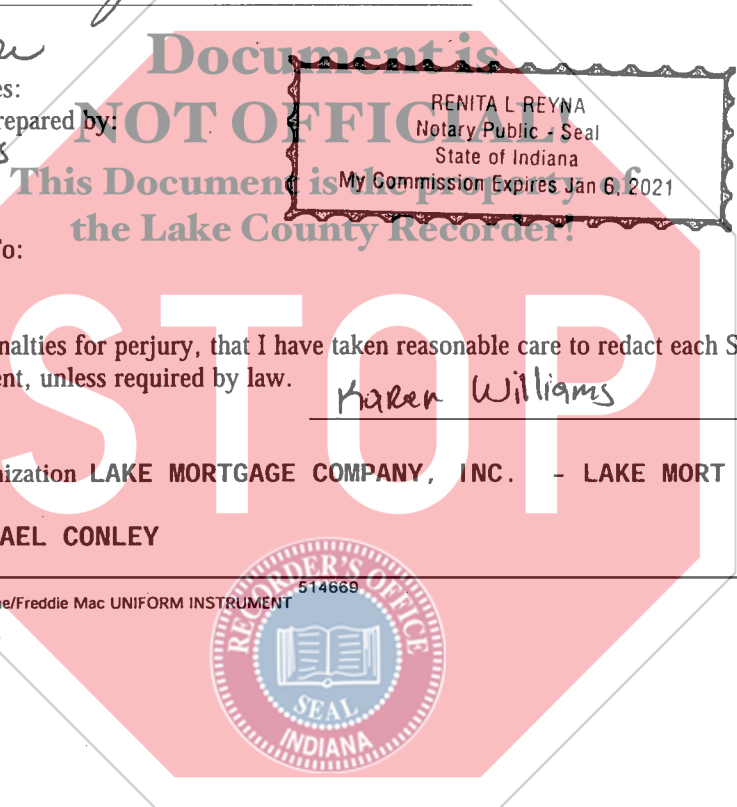 Document is
es:
NOT OFFICIAL!
repared by:
RENITA L REYNA
Notary Public - Seal
State of Indiana
My Commission Expires Jan 6, 2021
This Document is the property of
the Lake County Recorder!
To:
STOP
nalties for perjury, that I have taken reasonable care to redact each S
ent, unless required by law.
Karen Williams
nization LAKE MORTGAGE COMPANY, INC. - LAKE MORT
AEL CONLEY
e/Freddie Mac UNIFORM INSTRUMENT
514669
RECORDER'S OFFICE
SEAL
INDIANA